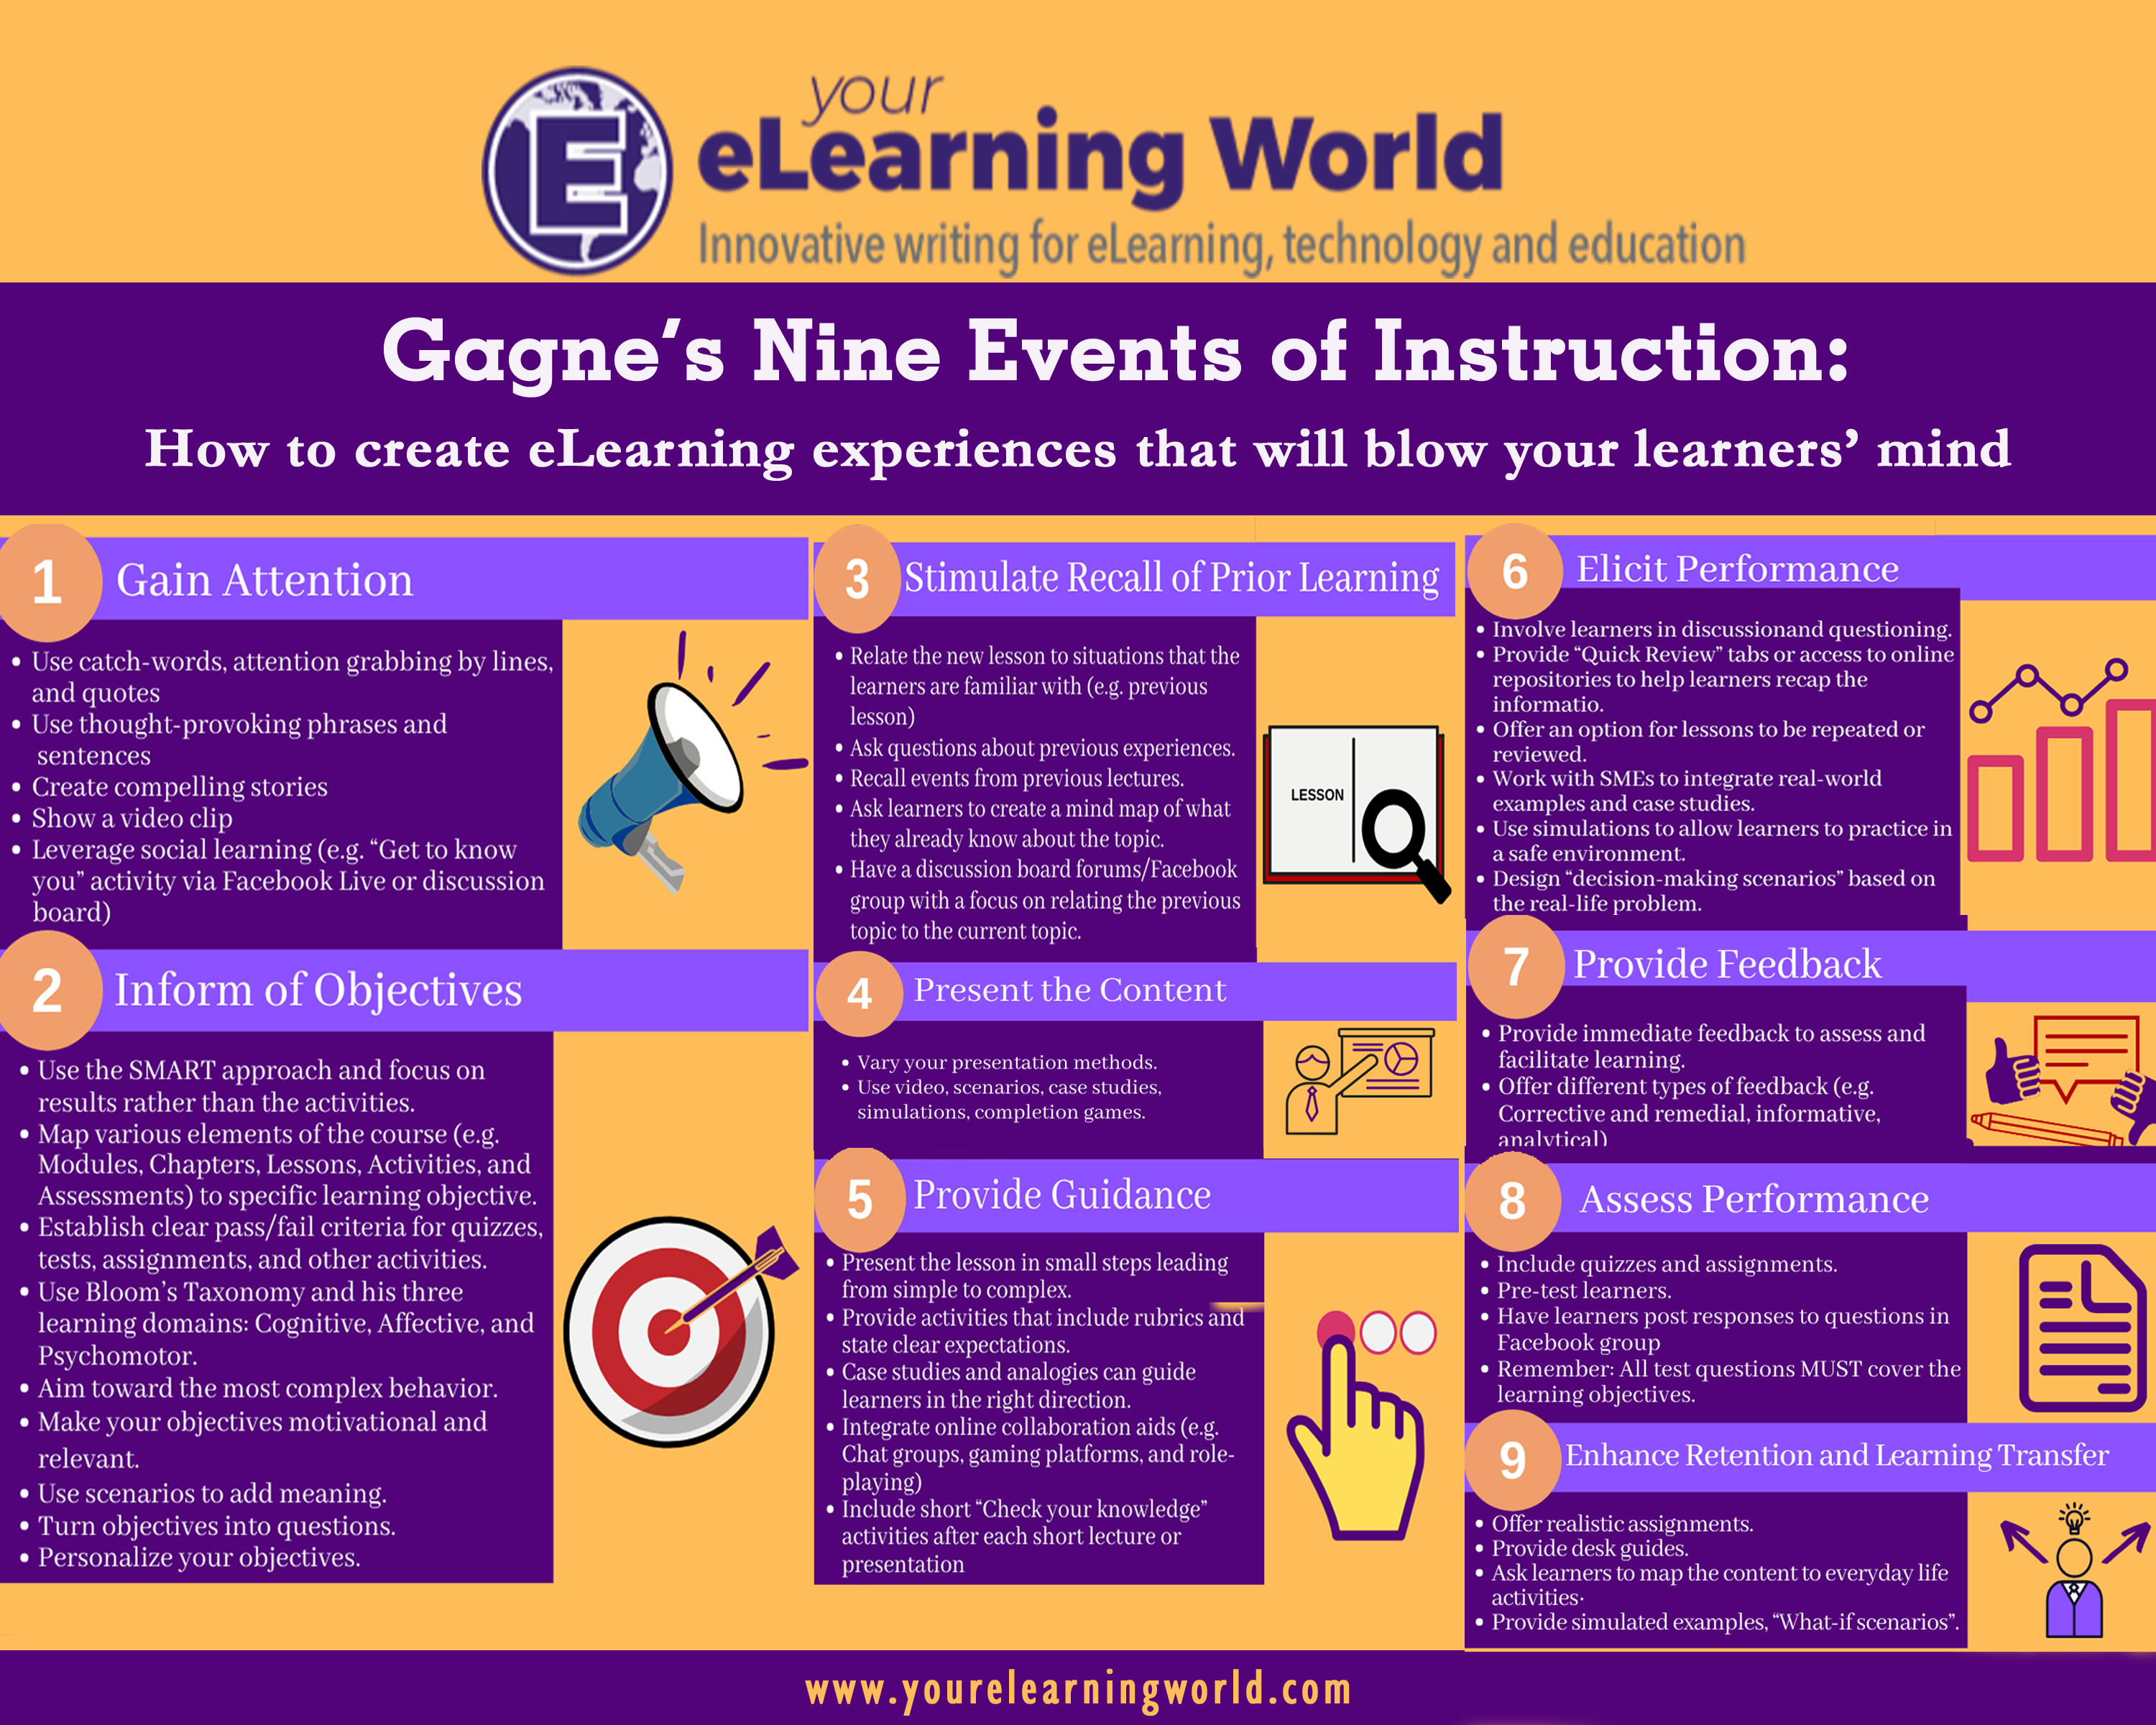 E
your
eLearning World
Innovative writing for eLearning, technology and education
Gagne's Nine Events of Instruction:
How to create eLearning experiences that will blow your learners' mind
1
Gain Attention
• Use catch-words, attention grabbing by lines,
and quotes
• Use thought-provoking phrases and
sentences
• Create compelling stories
• Show a video clip
• Leverage social learning (e.g. “Get to know
you” activity via Facebook Live or discussion
board)
2
Inform of Objectives
• Use the SMART approach and focus on
results rather than the activities.
• Map various elements of the course (e.g.
Modules, Chapters, Lessons, Activities, and
Assessments) to specific learning objective.
• Establish clear pass/fail criteria for quizzes,
tests, assignments, and other activities.
• Use Bloom's Taxonomy and his three
learning domains: Cognitive, Affective, and
Psychomotor.
• Aim toward the most complex behavior.
• Make your objectives motivational and
relevant.
• Use scenarios to add meaning.
• Turn objectives into questions.
• Personalize your objectives.
3
Stimulate Recall of Prior Learning
• Relate the new lesson to situations that the
learners are familiar with (e.g. previous
lesson)
• Ask questions about previous experiences.
• Recall events from previous lectures.
• Ask learners to create a mind map of what
they already know about the topic.
• Have a discussion board forums/Facebook
group with a focus on relating the previous
topic to the current topic.
LESSON
4
Present the Content
• Vary your presentation methods.
• Use video, scenarios, case studies,
simulations, completion games.
5
Provide Guidance
• Present the lesson in small steps leading
from simple to complex.
• Provide activities that include rubrics and
state clear expectations.
• Case studies and analogies can guide
learners in the right direction.
• Integrate online collaboration aids (e.g.
Chat groups, gaming platforms, and role-
playing)
• Include short “Check your knowledge”
activities after each short lecture or
presentation
6
Elicit Performance
• Involve learners in discussionand questioning.
• Provide “Quick Review” tabs or access to online
repositories to help learners recap the
informatio.
• Offer an option for lessons to be repeated or
reviewed.
• Work with SMEs to integrate real-world
examples and case studies.
• Use simulations to allow learners to practice in
a safe environment.
• Design “decision-making scenarios” based on
the real-life problem.
7
Provide Feedback
• Provide immediate feedback to assess and
facilitate learning.
• Offer different types of feedback (e.g.
Corrective and remedial, informative,
analytical)
8
Assess Performance
• Include quizzes and assignments.
• Pre-test learners.
• Have learners post responses to questions in
Facebook group
• Remember: All test questions MUST cover the
learning objectives.
9
Enhance Retention and Learning Transfer
• Offer realistic assignments.
• Provide desk guides.
• Ask learners to map the content to everyday life
activities·
• Provide simulated examples, “What-if scenarios”.
www.yourelearningworld.com